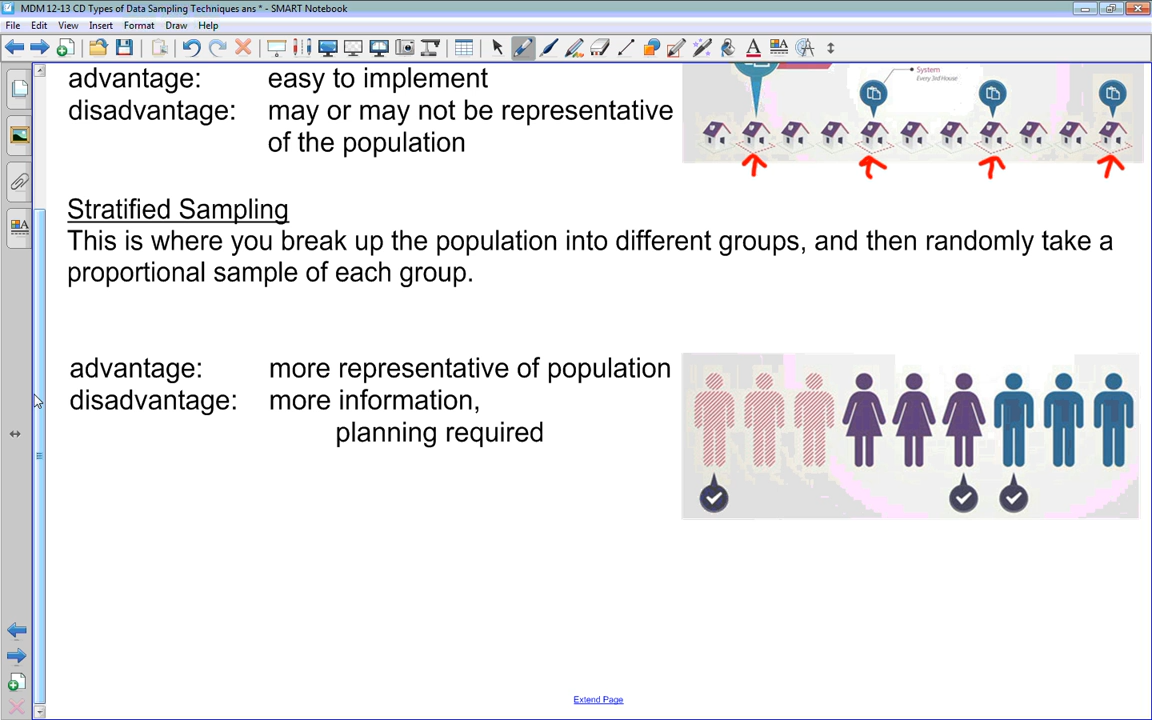 MDM 12-13 CD Types of Data Sampling Techniques ans * - SMART Notebook
File Edit View Insert Format Draw Help
advantage: easy to implement
disadvantage: may or may not be representative
of the population
System
Every 3rd House
Stratified Sampling
This is where you break up the population into different groups, and then randomly take a
proportional sample of each group.
advantage: more representative of population
disadvantage: more information,
planning required
Extend Page